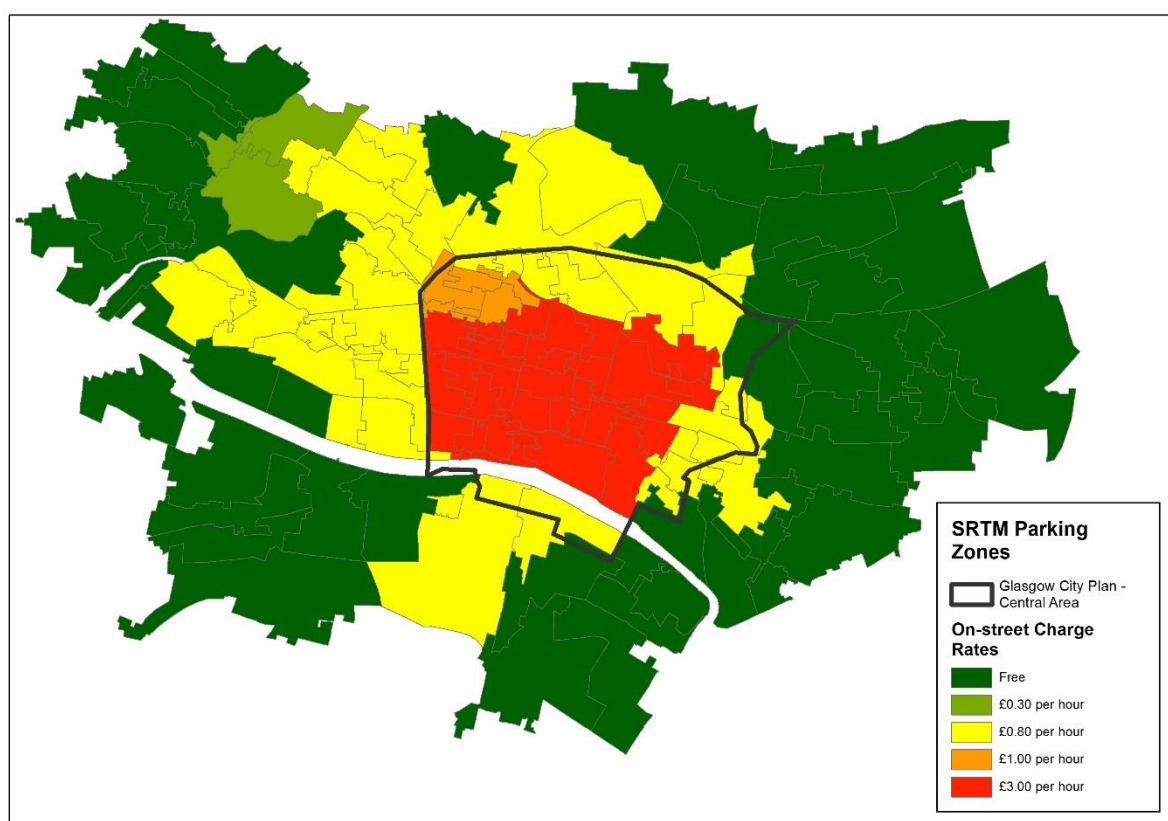 SRTM Parking
Zones
Glasgow City Plan -
Central Area
On-street Charge
Rates
Free
£0.30 per hour
£0.80 per hour
£1.00 per hour
£3.00 per hour